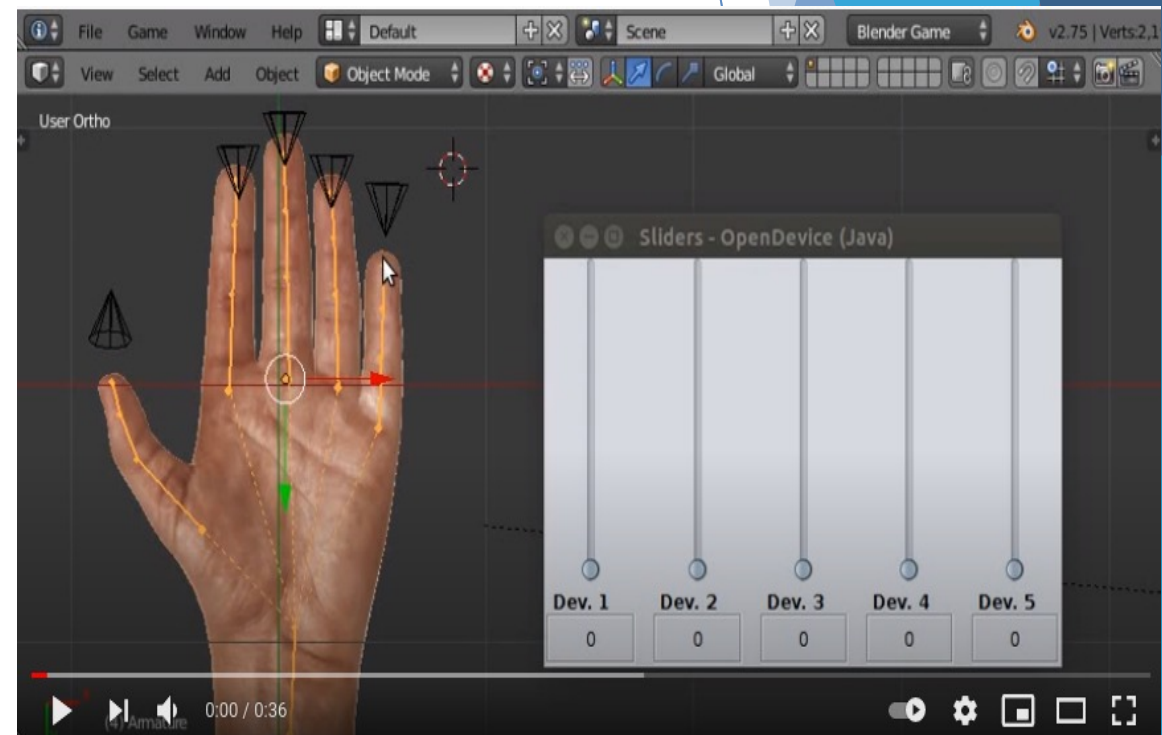 File Game Window Help Default Scene Blender Game v2.75 | Verts:2,1
View Select Add Object Object Mode Global
User Ortho
Sliders - OpenDevice (Java)
Dev. 1 Dev. 2 Dev. 3 Dev. 4 Dev. 5
0 0 0 0 0
0:00 / 0:36
(4) Armature